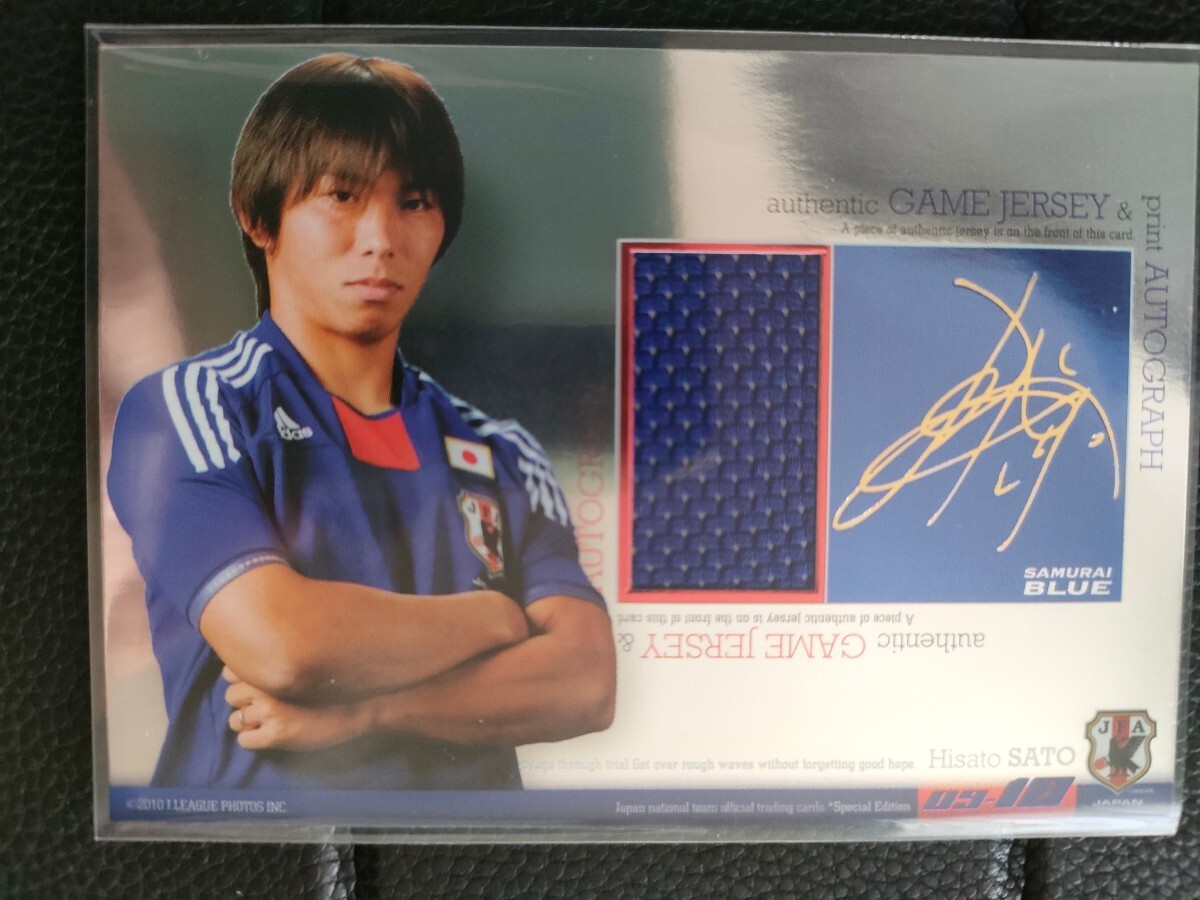 authentic GAME JERSEY &
A piece of authentic jersey is on the front of this card.
print AUTOGRAPH
adas
JFA
AUTOGR
SAMURAI
BLUE
A piece of authentic jersey is on the front of this card
authentic GAME JERSEY &
Hisato SATO
through trial.Get over rough waves without forgetting good hope
JFA
©2010 J.LEAGUE PHOTOS INC.
Japan national team official trading cards *Special Edition
09-10
JAPAN